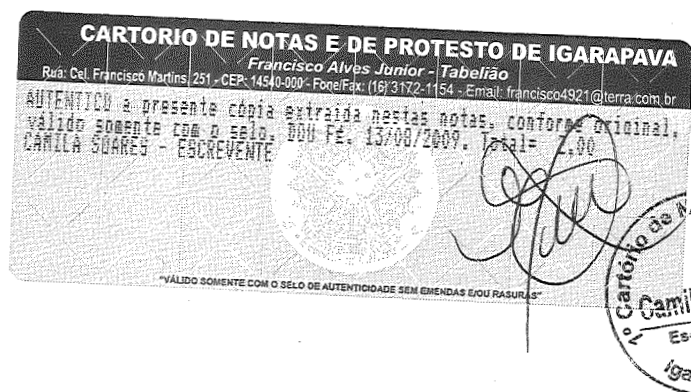 CARTORIO DE NOTAS E DE PROTESTO DE IGARAPAVA
Francisco Alves Junior - Tabelião
Rua: Cel. Francisco Martins, 251 - CEP: 14540-000 - Fone/Fax: (16) 3172-1154 - Email: francisco4921@terra.com.br
AUTENTICO a presente cópia extraída nestas notas, conforme original,
válido somente com o selo. DOU FÉ. 13/08/2009. Total= 2,00
CAMILA SOARES - ESCREVENTE
"VÁLIDO SOMENTE COM O SELO DE AUTENTICIDADE SEM EMENDAS E/OU RASURAS"
1º Cartório de
Camil
Es
Iga